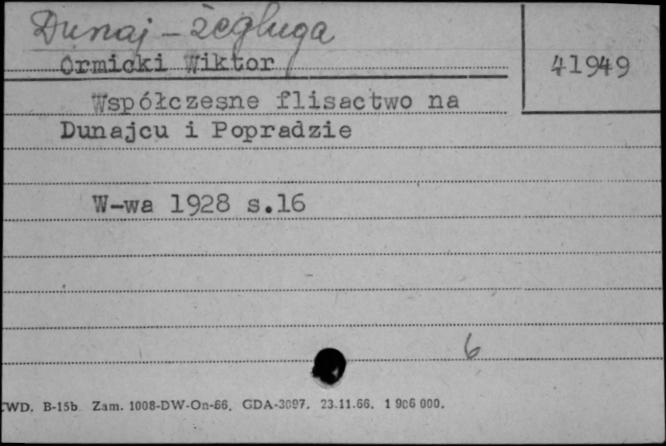 Dunaj - żegluga
Ormicki Wiktor
41949
Współczesne flisactwo na
Dunajcu i Popradzie
W-wa 1928 s.16
6
WD. B-15b Zam. 1008-DW-On-66. GDA-3097. 23.11.66. 1 906 000.